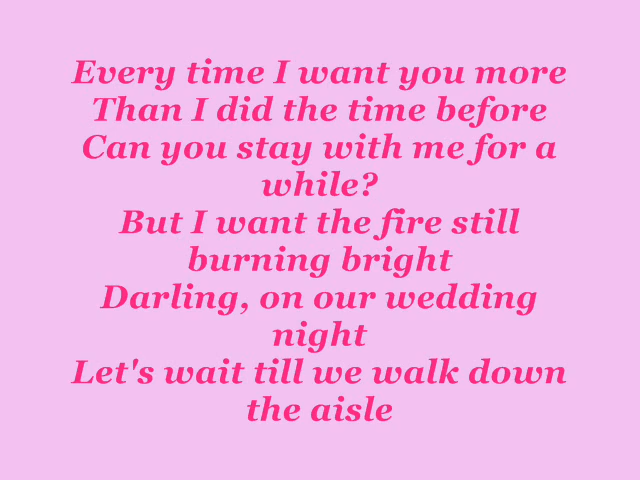 Every time I want you more
Than I did the time before
Can you stay with me for a
while?
But I want the fire still
burning bright
Darling, on our wedding
night
Let's wait till we walk down
the aisle